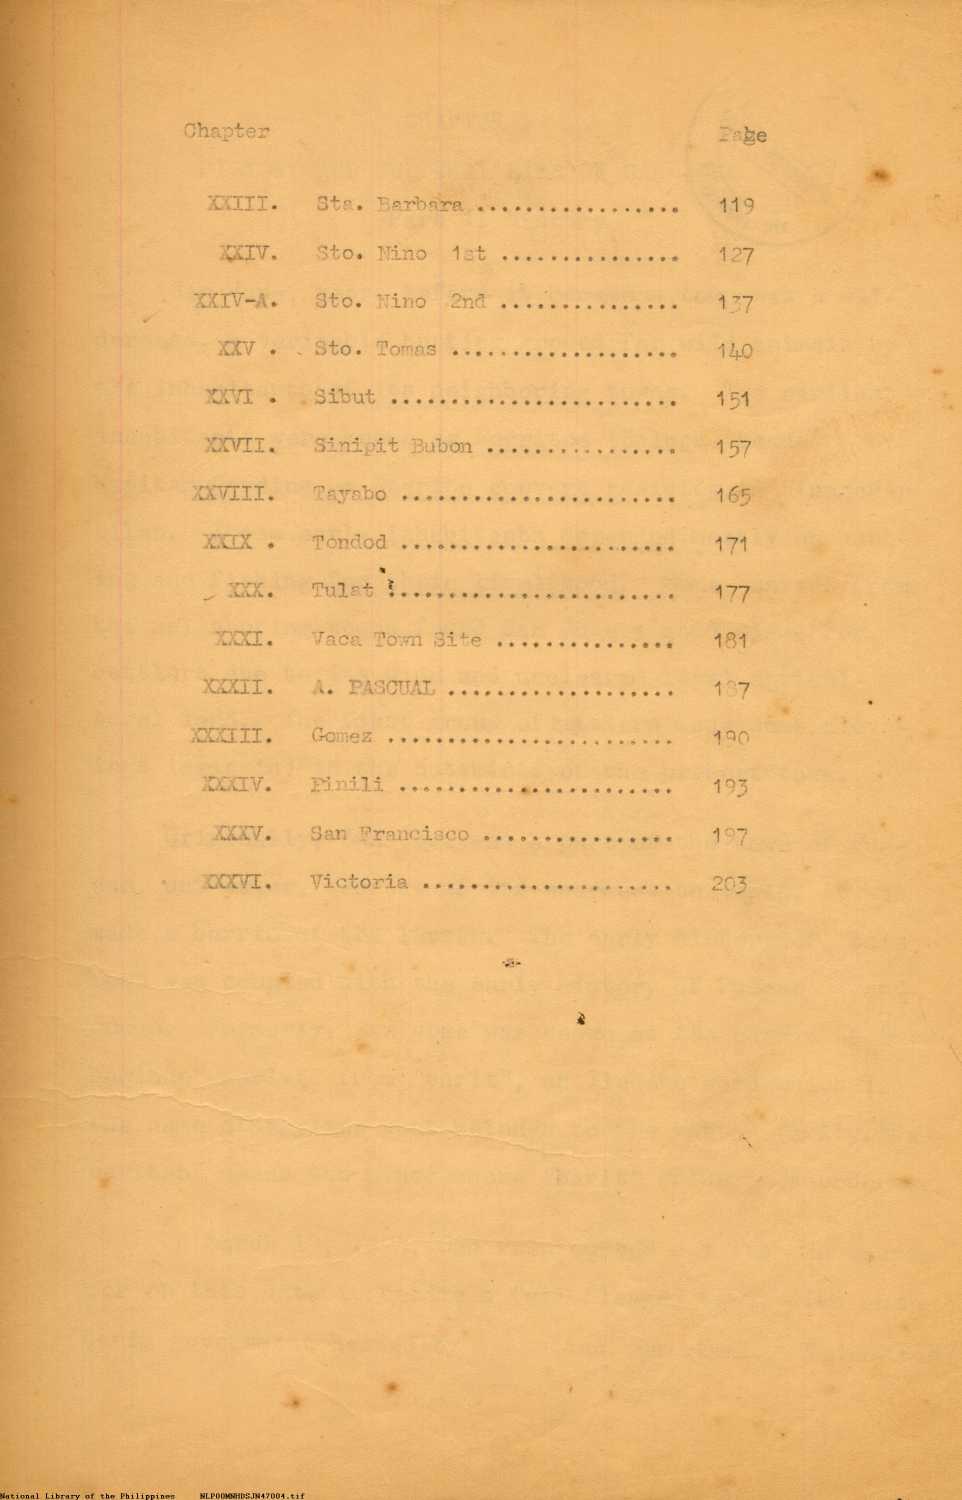 Chapter Page
XXIII. Sta. Barbara ................. 119
XXIV. Sto. Nino 1st ............... 127
XXIV-A. Sto. Nino 2nd ............... 137
XXV . Sto. Tomas ................... 140
XXVI . Sibut ........................ 151
XXVII. Sinipit Bubon ................ 157
XXVIII. Tayabo ....................... 165
XXIX . Tondod ....................... 171
XXX. Tulat ........................ 177
XXXI. Vaca Town Site ............... 181
XXXII. A. PASCUAL ................... 187
XXXIII. Gomez ........................ 190
XXXIV. Pinili ....................... 193
XXXV. San Francisco ................ 197
XXXVI. Victoria ..................... 203
National Library of the Philippines NLPOOMNHDSJN47004.tif